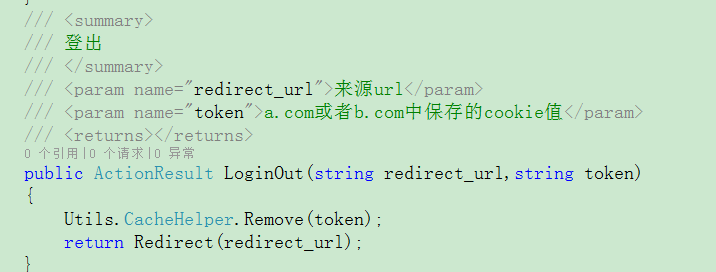 /// <summary>
/// 登出
/// </summary>
/// <param name="redirect_url">来源url</param>
/// <param name="token">a.com或者b.com中保存的cookie值</param>
/// <returns></returns>
0 个引用|0 个请求|0 异常
public ActionResult LoginOut(string redirect_url,string token)
{
    Utils.CacheHelper.Remove(token);
    return Redirect(redirect_url);
}